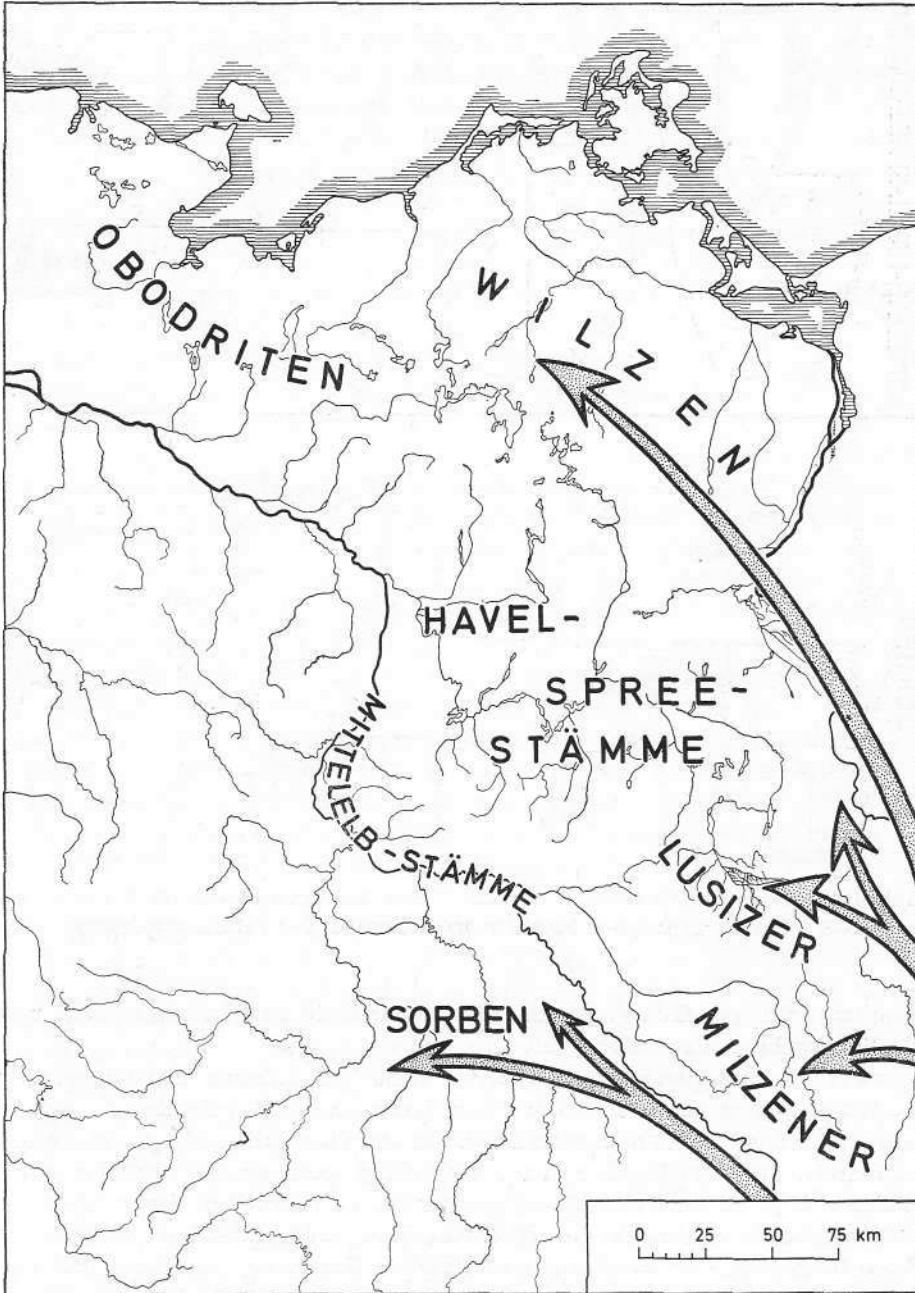 OBODRITEN
WILZEN
HAVEL-
SPREE-
STÄMME
MITTELELB-STÄMME
LUSIZER
SORBEN
MILZENER
0 25 50 75 km